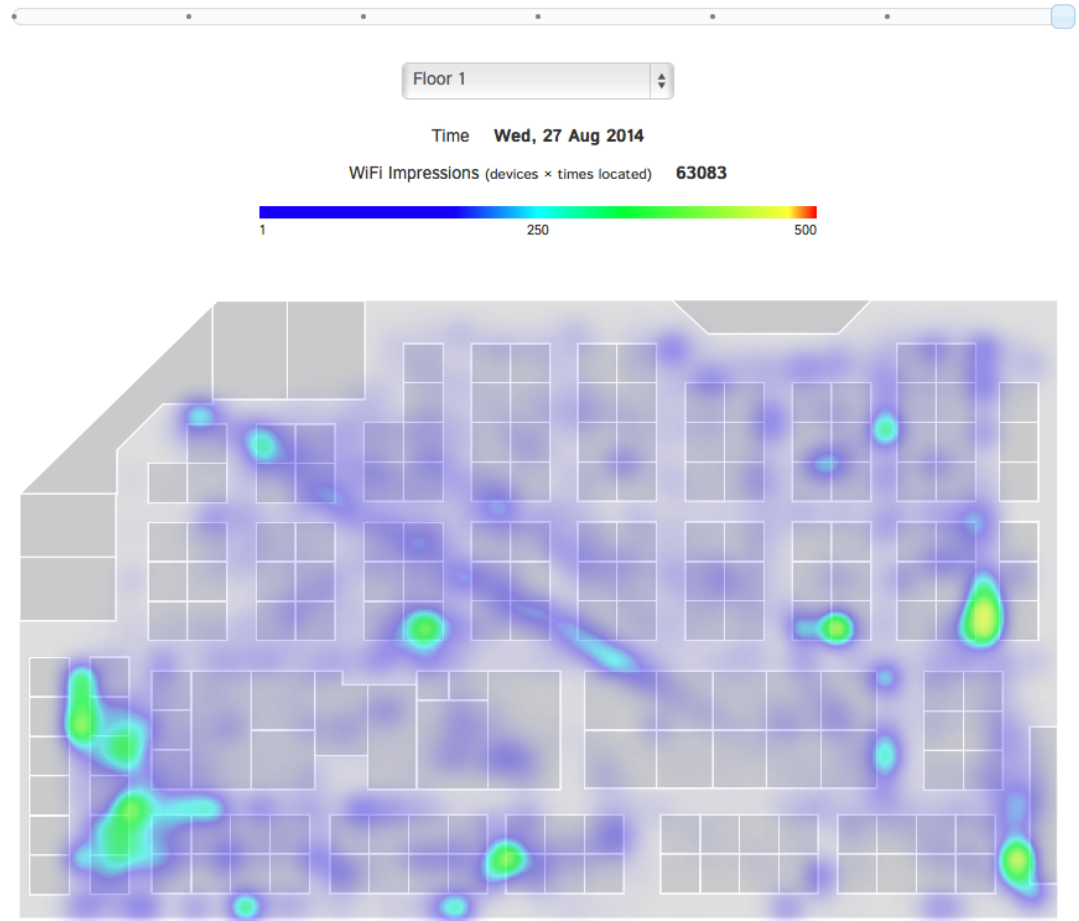 Floor 1
Time Wed, 27 Aug 2014
WiFi Impressions (devices × times located) 63083
1 250 500